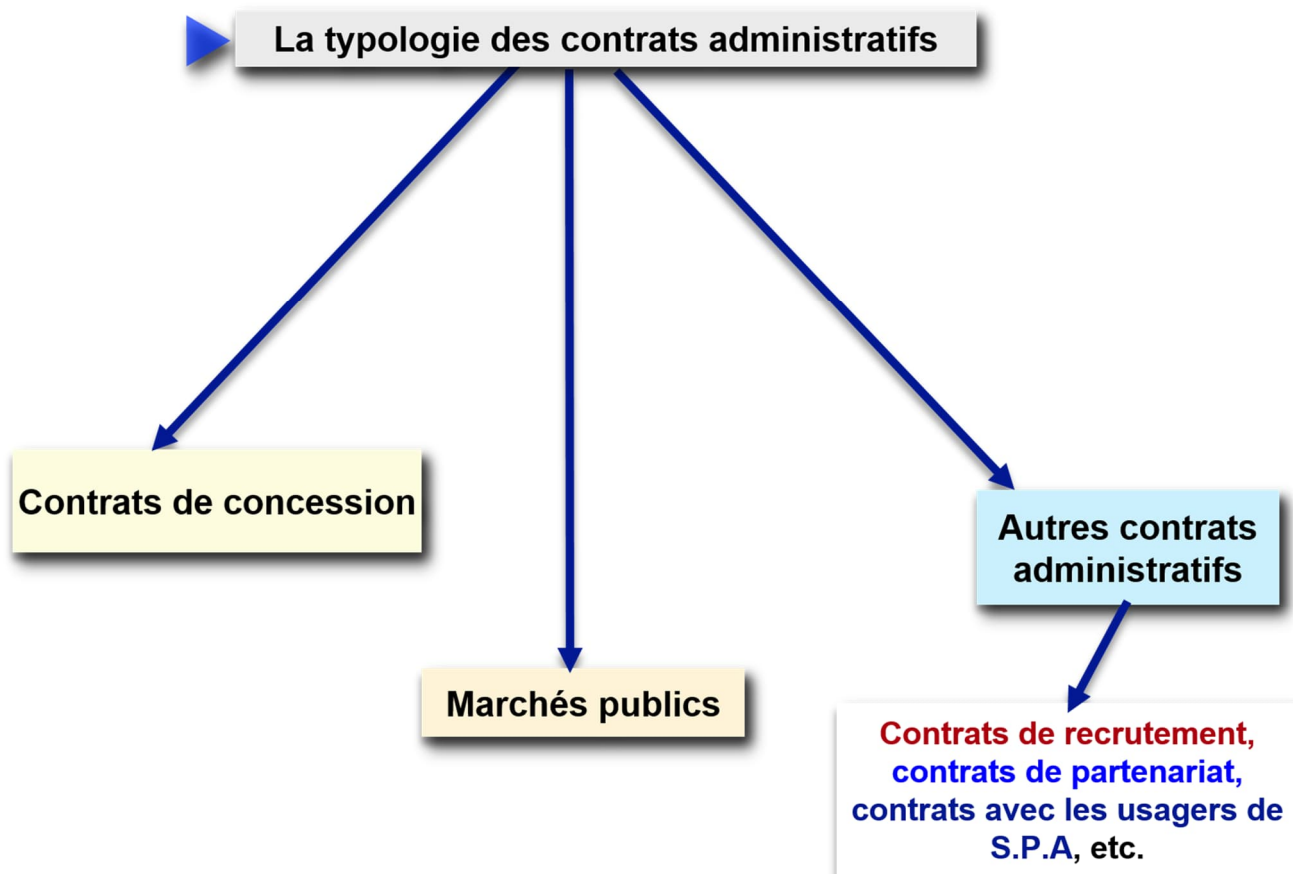 La typologie des contrats administratifs
Contrats de concession
Autres contrats
administratifs
Marchés publics
Contrats de recrutement,
contrats de partenariat,
contrats avec les usagers de
S.P.A, etc.